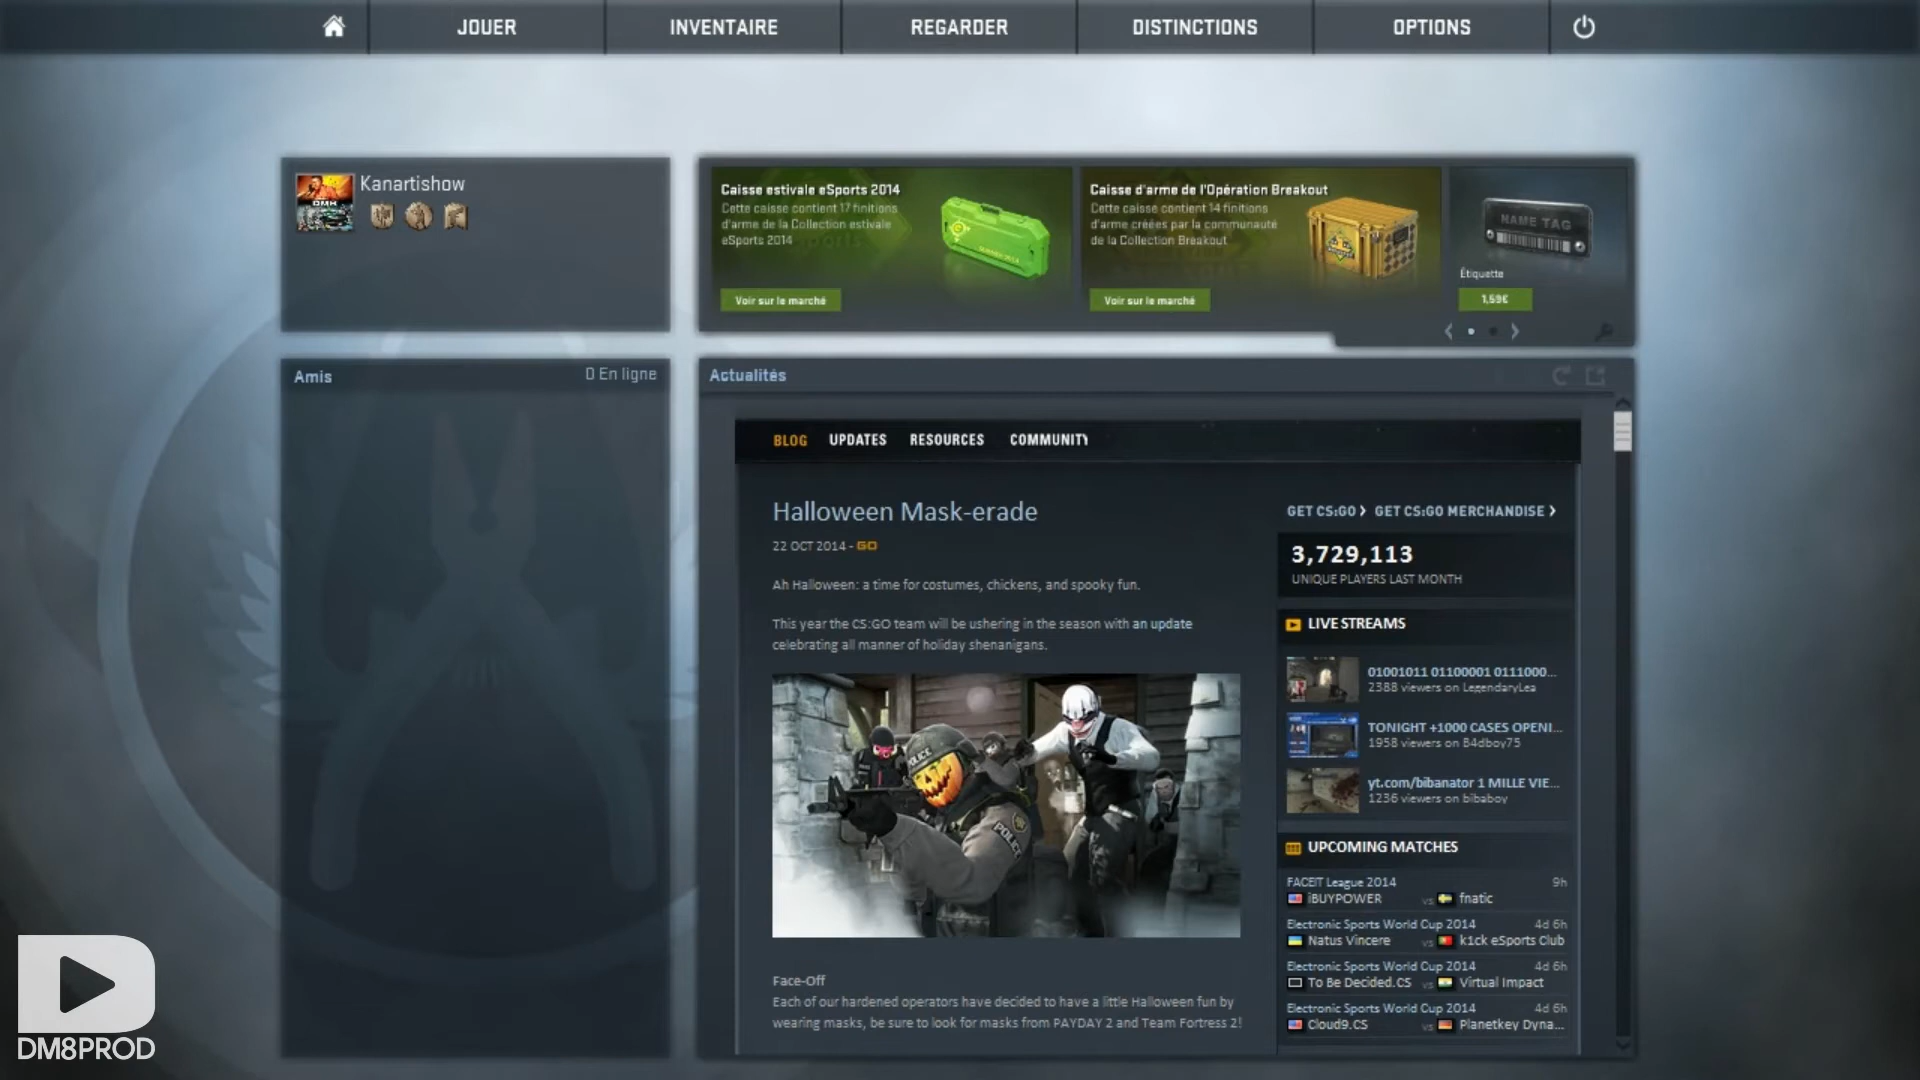 JOUER
INVENTAIRE
REGARDER
DISTINCTIONS
OPTIONS
Kanartishow
Caisse estivale eSports 2014
Cette caisse contient 17 finitions
d'arme de la Collection estivale
eSports 2014
Voir sur le marché
Caisse d'arme de l'Opération Breakout
Cette caisse contient 14 finitions
d'arme créées par la communauté
de la Collection Breakout
Voir sur le marché
NAME TAG
Étiquette
1,59€
Amis
0 En ligne
Actualités
BLOG
UPDATES
RESOURCES
COMMUNITY
Halloween Mask-erade
22 OCT 2014 - GO
Ah Halloween: a time for costumes, chickens, and spooky fun.
This year the CS:GO team will be ushering in the season with an update
celebrating all manner of holiday shenanigans.
POLICE
POLICE
Face-Off
Each of our hardened operators have decided to have a little Halloween fun by
wearing masks, be sure to look for masks from PAYDAY 2 and Team Fortress 2!
GET CS:GO
GET CS:GO MERCHANDISE
3,729,113
UNIQUE PLAYERS LAST MONTH
LIVE STREAMS
01001011 01100001 0111000...
2388 viewers on LegendaryLea
TONIGHT +1000 CASES OPENI...
1958 viewers on B4dboy75
yt.com/bibanator 1 MILLE VIE...
1236 viewers on bibaboy
UPCOMING MATCHES
FACEIT League 2014 9h
iBUYPOWER vs fnatic
Electronic Sports World Cup 2014 4d 6h
Natus Vincere vs k1ck eSports Club
Electronic Sports World Cup 2014 4d 6h
To Be Decided.CS vs Virtual Impact
Electronic Sports World Cup 2014 4d 6h
Cloud9.CS vs Planetkey Dyna...
DM8PROD